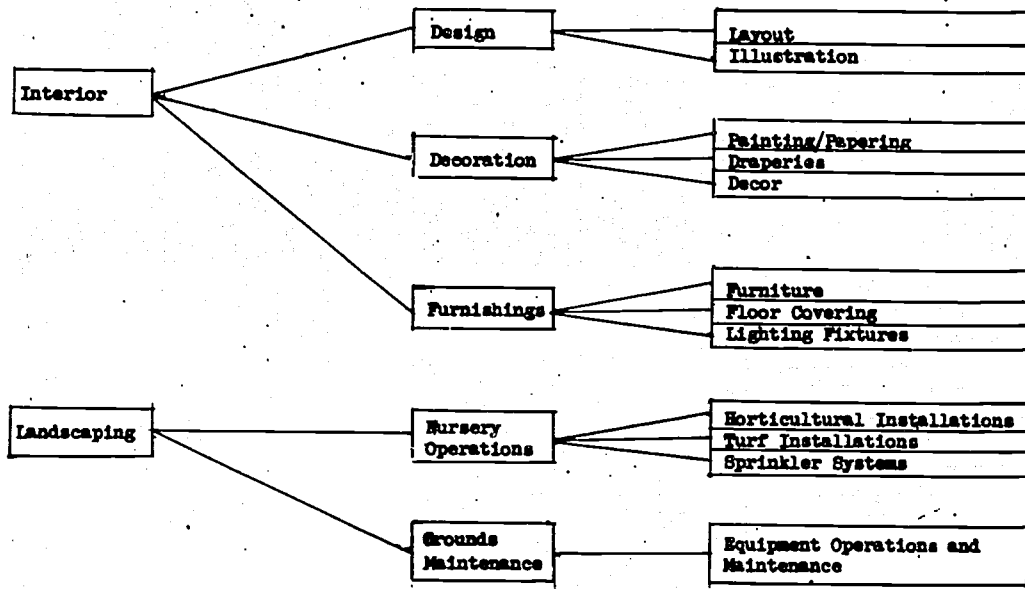 Interior
Design
Layout
Illustration
Decoration
Painting/Papering
Draperies
Decor
Furnishings
Furniture
Floor Covering
Lighting Fixtures
Landscaping
Nursery
Operations
Horticultural Installations
Turf Installations
Sprinkler Systems
Grounds
Maintenance
Equipment Operations and
Maintenance